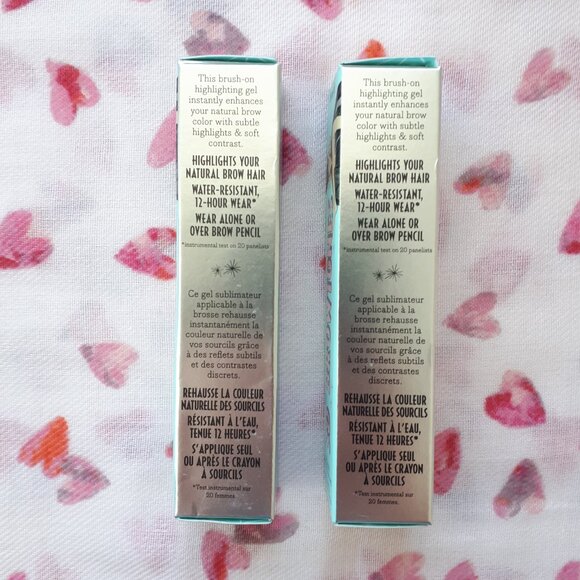 This brush-on
highlighting gel
instantly enhances
your natural brow
color with subtle
highlights & soft
contrast.
HIGHLIGHTS YOUR
NATURAL BROW HAIR
WATER-RESISTANT,
12-HOUR WEAR*
WEAR ALONE OR
OVER BROW PENCIL
*instrumental test on 20 panelists
Ce gel sublimateur
applicable à la
brosse rehausse
instantanément la
couleur naturelle de
vos sourcils grâce
à des reflets subtils
et des contrastes
discrets.
REHAUSSE LA COULEUR
NATURELLE DES SOURCILS
RÉSISTANT À L'EAU,
TENUE 12 HEURES*
S'APPLIQUE SEUL
OU APRÈS LE CRAYON
À SOURCILS
*Test instrumental sur
20 femmes.
This brush-on
highlighting gel
instantly enhances
your natural brow
color with subtle
highlights & soft
contrast.
HIGHLIGHTS YOUR
NATURAL BROW HAIR
WATER-RESISTANT,
12-HOUR WEAR*
WEAR ALONE OR
OVER BROW PENCIL
*instrumental test on 20 panelists
Ce gel sublimateur
applicable à la
brosse rehausse
instantanément la
couleur naturelle de
vos sourcils grâce
à des reflets subtils
et des contrastes
discrets.
REHAUSSE LA COULEUR
NATURELLE DES SOURCILS
RÉSISTANT À L'EAU,
TENUE 12 HEURES*
S'APPLIQUE SEUL
OU APRÈS LE CRAYON
À SOURCILS
*Test instrumental sur
20 femmes.